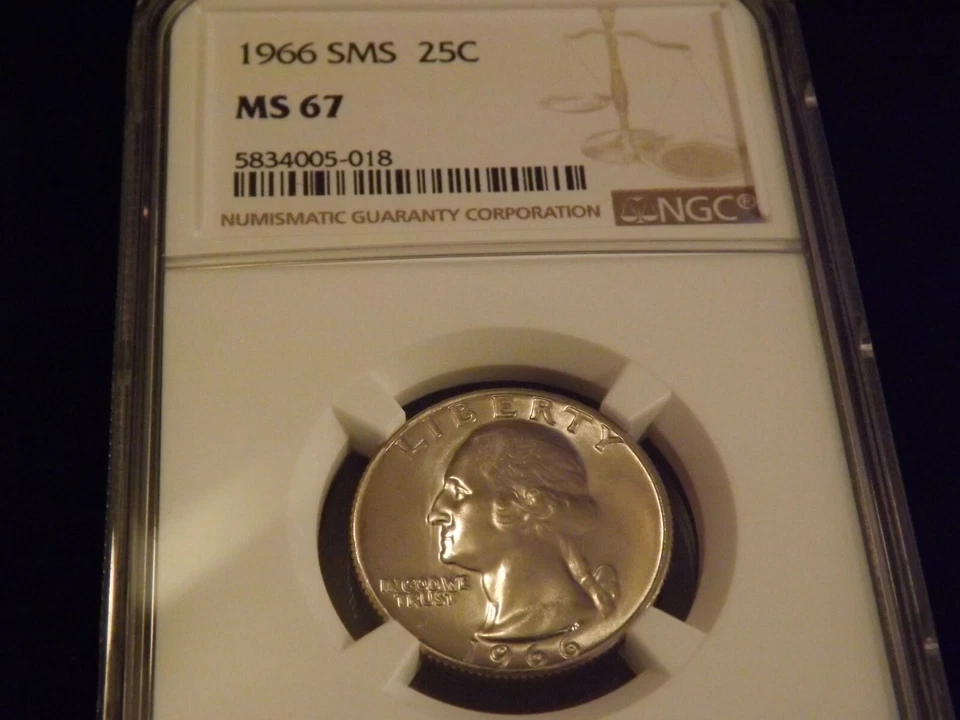 1966 SMS 25C
MS 67
5834005-018
NUMISMATIC GUARANTY CORPORATION
NGC®
LIBERTY
IN GOD WE
TRUST
1966